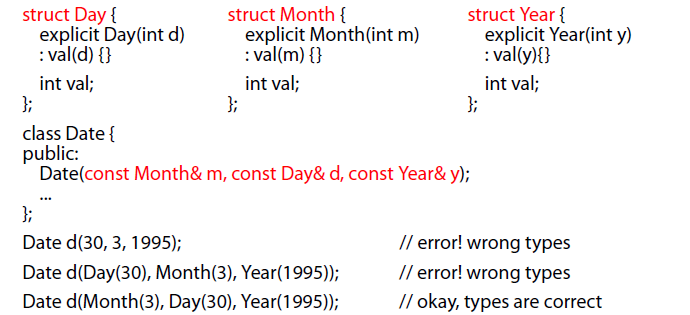 struct Day { struct Month { struct Year {
explicit Day(int d) explicit Month(int m) explicit Year(int y)
: val(d) {} : val(m) {} : val(y){}
int val; int val; int val;
}; }; };
class Date {
public:
Date(const Month& m, const Day& d, const Year& y);
...
};
Date d(30, 3, 1995); // error! wrong types
Date d(Day(30), Month(3), Year(1995)); // error! wrong types
Date d(Month(3), Day(30), Year(1995)); // okay, types are correct